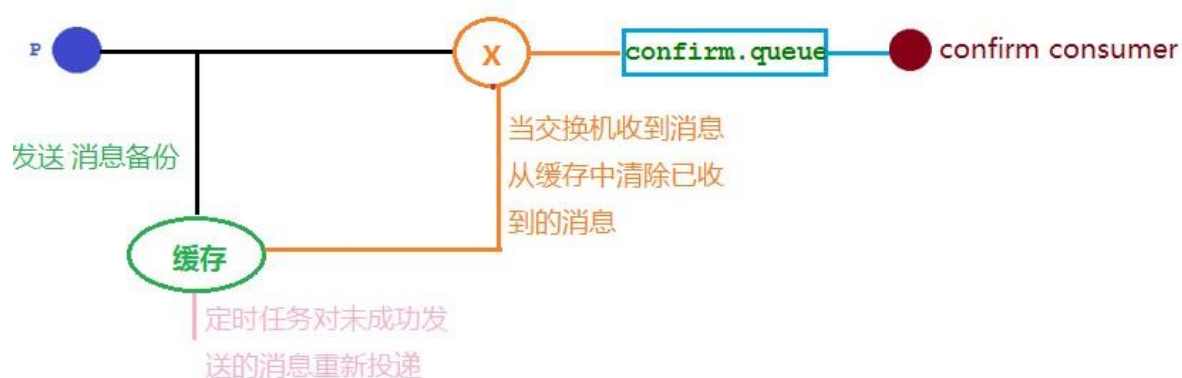 P
X
confirm.queue
confirm consumer
发送 消息备份
当交换机收到消息
从缓存中清除已收
到的消息
缓存
定时任务对未成功发
送的消息重新投递